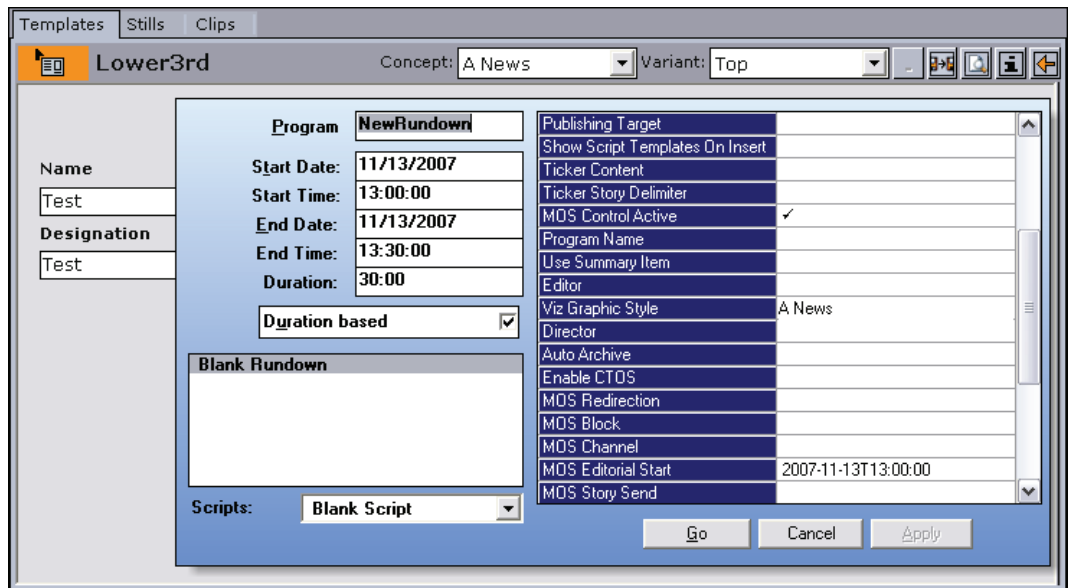 Templates Stills Clips
Lower3rd Concept: A News Variant: Top
Name
Test
Designation
Test
Program NewRundown
Start Date: 11/13/2007
Start Time: 13:00:00
End Date: 11/13/2007
End Time: 13:30:00
Duration: 30:00
Duration based
Blank Rundown
Scripts: Blank Script
Publishing Target
Show Script Templates On Insert
Ticker Content
Ticker Story Delimiter
MOS Control Active ✓
Program Name
Use Summary Item
Editor
Viz Graphic Style A News
Director
Auto Archive
Enable CTOS
MOS Redirection
MOS Block
MOS Channel
MOS Editorial Start 2007-11-13T13:00:00
MOS Story Send
Go Cancel Apply